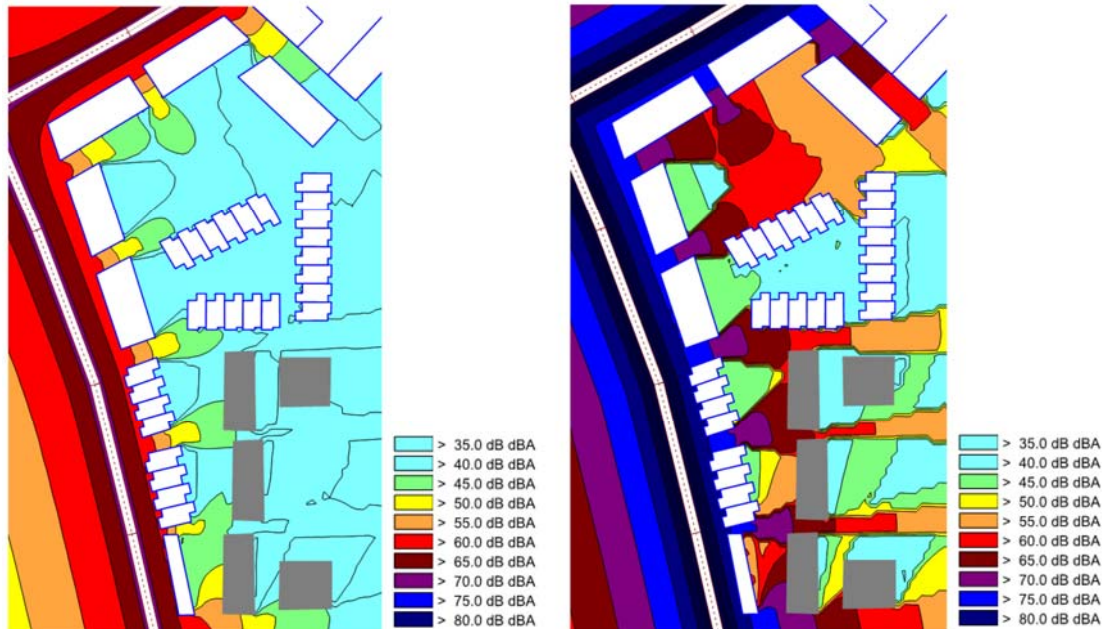 > 35.0 dB dBA
> 40.0 dB dBA
> 45.0 dB dBA
> 50.0 dB dBA
> 55.0 dB dBA
> 60.0 dB dBA
> 65.0 dB dBA
> 70.0 dB dBA
> 75.0 dB dBA
> 80.0 dB dBA
> 35.0 dB dBA
> 40.0 dB dBA
> 45.0 dB dBA
> 50.0 dB dBA
> 55.0 dB dBA
> 60.0 dB dBA
> 65.0 dB dBA
> 70.0 dB dBA
> 75.0 dB dBA
> 80.0 dB dBA